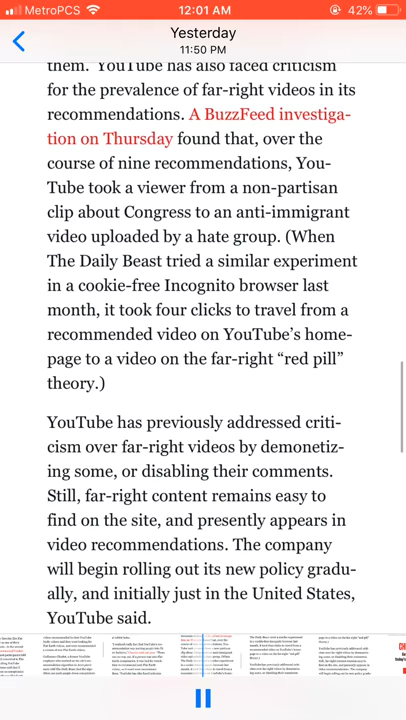 MetroPCS 12:01 AM 42%
Yesterday
11:50 PM
them. YouTube has also faced criticism
for the prevalence of far-right videos in its
recommendations. A BuzzFeed investiga-
tion on Thursday found that, over the
course of nine recommendations, You-
Tube took a viewer from a non-partisan
clip about Congress to an anti-immigrant
video uploaded by a hate group. (When
The Daily Beast tried a similar experiment
in a cookie-free Incognito browser last
month, it took four clicks to travel from a
recommended video on YouTube’s home-
page to a video on the far-right “red pill”
theory.)
YouTube has previously addressed criti-
cism over far-right videos by demonetiz-
ing some, or disabling their comments.
Still, far-right content remains easy to
find on the site, and presently appears in
video recommendations. The company
will begin rolling out its new policy gradu-
ally, and initially just in the United States,
YouTube said.